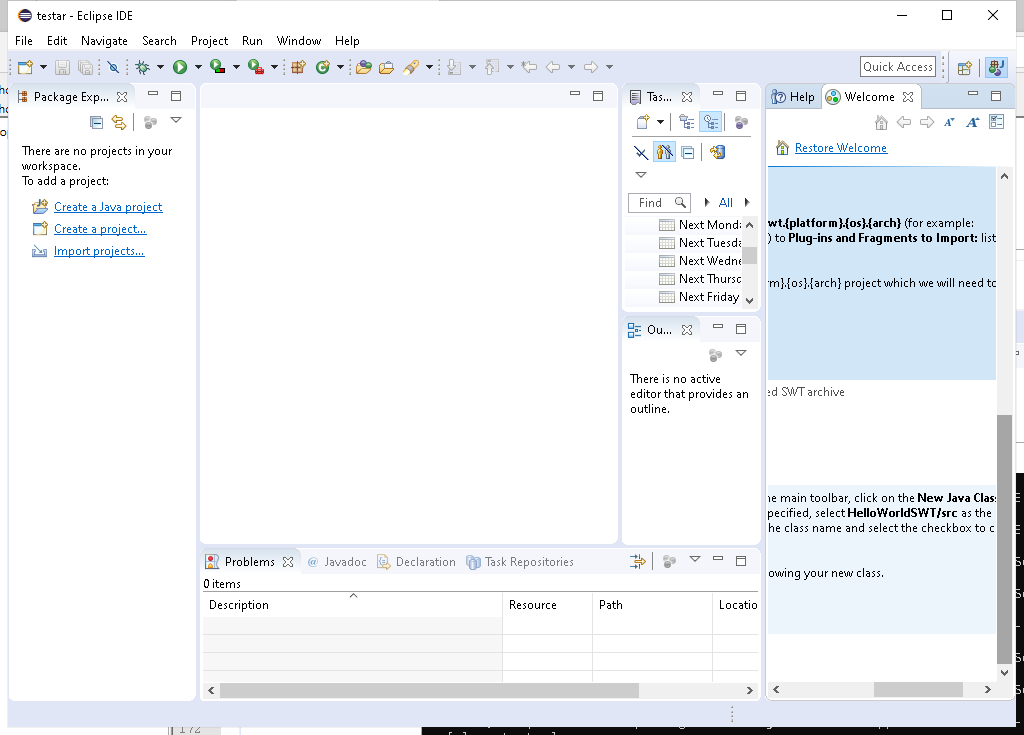 testar - Eclipse IDE
File Edit Navigate Search Project Run Window Help
Quick Access
Package Exp...
There are no projects in your
workspace.
To add a project:
Create a Java project
Create a project...
Import projects...
Tas...
Find All
Next Mond
Next Tuesda
Next Wedne
Next Thursd
Next Friday
Ou...
There is no active
editor that provides an
outline.
Help Welcome
Restore Welcome
wt.{platform}.{os}.{arch} (for example:
) to Plug-ins and Fragments to Import: list
rm}.{os}.{arch} project which we will need to
ed SWT archive
he main toolbar, click on the New Java Clas
pecified, select HelloWorldSWT/src as the
he class name and select the checkbox to c
owing your new class.
Problems @ Javadoc Declaration Task Repositories
0 items
Description Resource Path Locatio
172